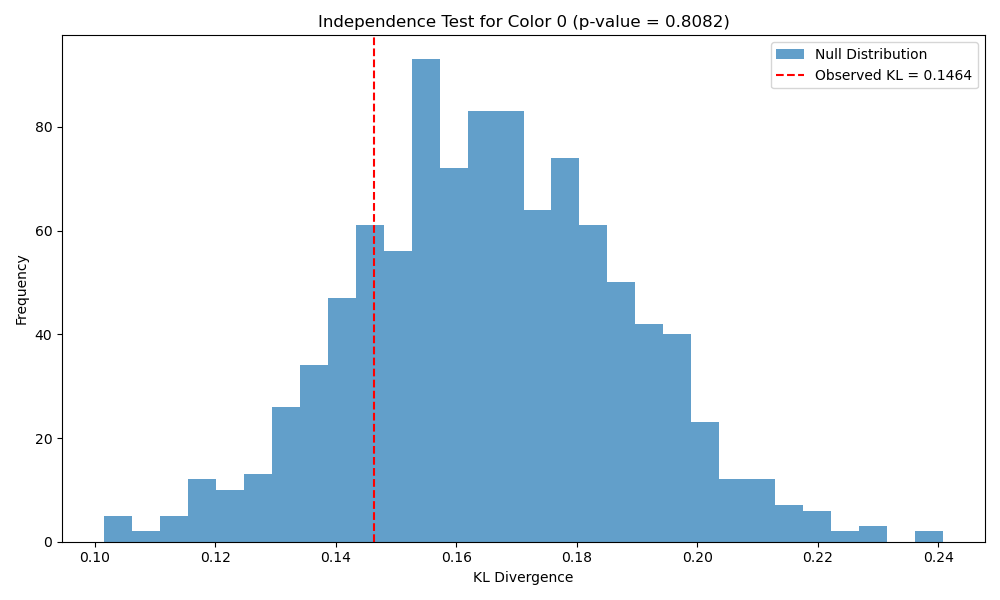 Independence Test for Color 0 (p-value = 0.8082)
Null Distribution
Observed KL = 0.1464
Frequency
80
60
40
20
0
0.10 0.12 0.14 0.16 0.18 0.20 0.22 0.24
KL Divergence